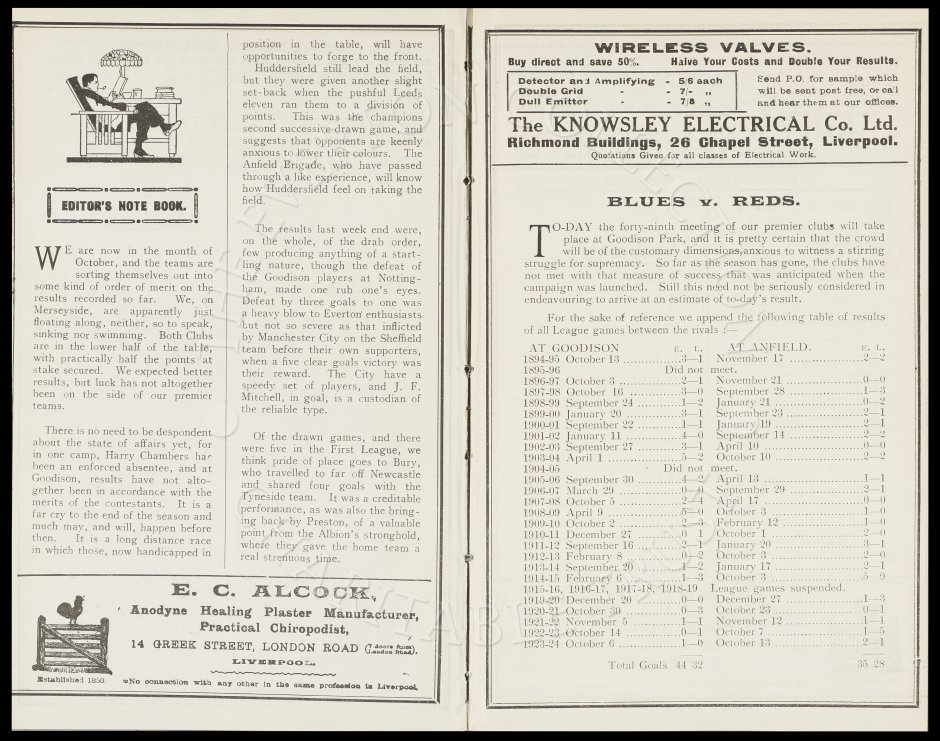 EDITOR'S NOTE BOOK.
WE are now in the month of
October, and the teams are
sorting themselves out into
some kind of order of merit on the
results recorded so far. We, on
Merseyside, are apparently just
floating along, neither, so to speak,
sinking nor swimming. Both Clubs
are in the lower half of the table,
with practically half the points at
stake secured. We expected better
results, but luck has not altogether
been on the side of our premier
teams.
There is no need to be despondent
about the state of affairs yet, for
in one camp, Harry Chambers has
been an enforced absentee, and at
Goodison, results have not alto-
gether been in accordance with the
merits of the contestants. It is a
far cry to the end of the season and
much may, and will, happen before
then. It is a long distance race
in which those, now handicapped in
position in the table, will have
opportunities to forge to the front.
Huddersfield still lead the field,
but they were given another slight
set-back when the pushful Leeds
eleven ran them to a division of
points. This was the champions
second successive drawn game, and
suggests that opponents are keenly
anxious to lower their colours. The
Anfield Brigade, who have passed
through a like experience, will know
how Huddersfield feel on taking the
field.
The results last week end were,
on the whole, of the drab order,
few producing anything of a start-
ling nature, though the defeat of
the Goodison players at Notting-
ham, made one rub one's eyes.
Defeat by three goals to one was
a heavy blow to Everton enthusiasts
but not so severe as that inflicted
by Manchester City on the Sheffield
team before their own supporters,
when a five clear goals victory was
their reward. The City have a
speedy set of players, and J. F.
Mitchell, in goal, is a custodian of
the reliable type.
Of the drawn games, and there
were five in the First League, we
think pride of place goes to Bury,
who travelled to far off Newcastle
and shared four goals with the
Tyneside team. It was a creditable
performance, as was also the bring-
ing back by Preston, of a valuable
point from the Albion's stronghold,
where they gave the home team a
real strenuous time.
E. C. ALCOCK,
Anodyne Healing Plaster Manufacturer,
Practical Chiropodist,
14 GREEK STREET, LONDON ROAD (7 doors from London Road).
LIVERPOOL.
Established 1850. No connection with any other in the same profession in Liverpool.
WIRELESS VALVES.
Buy direct and save 50%. Halve Your Costs and Double Your Results.
Detector and Amplifying - 5/6 each
Double Grid - - 7/- „
Dull Emitter - - 7/6 „
Send P.O. for sample which
will be sent post free, or call
and hear them at our offices.
The KNOWSLEY ELECTRICAL Co. Ltd.
Richmond Buildings, 26 Chapel Street, Liverpool.
Quotations Given for all classes of Electrical Work.
BLUES v. REDS.
TO-DAY the forty-ninth meeting of our premier clubs will take
place at Goodison Park, and it is pretty certain that the crowd
will be of the customary dimensions, anxious to witness a stirring
struggle for supremacy. So far as the season has gone, the clubs have
not met with that measure of success that was anticipated when the
campaign was launched. Still this need not be seriously considered in
endeavouring to arrive at an estimate of to-day's result.
For the sake of reference we append the following table of results
of all League games between the rivals :
AT GOODISON E. L. AT ANFIELD. E. L.
1894-95 October 13 3—1 November 17 2—2
1895-96 Did not meet.
1896-97 October 3 2—1 November 21 0—0
1897-98 October 16 3—0 September 28 1—3
1898-99 September 24 1—2 January 21 0—2
1899-00 January 20 3—1 September 23 2—1
1900-01 September 22 1—1 January 19 2—1
1901-02 January 11 4—0 September 14 2—2
1902-03 September 27 3—1 April 10 0—0
1903-04 April 1 5—2 October 10 2—2
1904-05 Did not meet.
1905-06 September 30 4—2 April 13 1—1
1906-07 March 29 0—0 September 29 2—1
1907-08 October 5 2—4 April 17 0—0
1908-09 April 9 5—0 October 3 1—0
1909-10 October 2 2—3 February 12 1—0
1910-11 December 27 0 1 October 1 2—0
1911-12 September 16 2—1 January 20 3—1
1912-13 February 8 0—2 October 3 2—0
1913-14 September 20 1—2 January 17 2—1
1914-15 February 6 1—3 October 3 5 0
1915-16, 1916-17, 1917-18, 1918-19 League games suspended.
1919-20 December 20 0—0 December 27 1—3
1920-21 October 30 0—3 October 23 0—1
1921-22 November 5 1—1 November 12 1—1
1922-23 October 14 0—1 October 7 1—5
1923-24 October 6 1—0 October 13 2—1
Total Goals 44 32 35 28